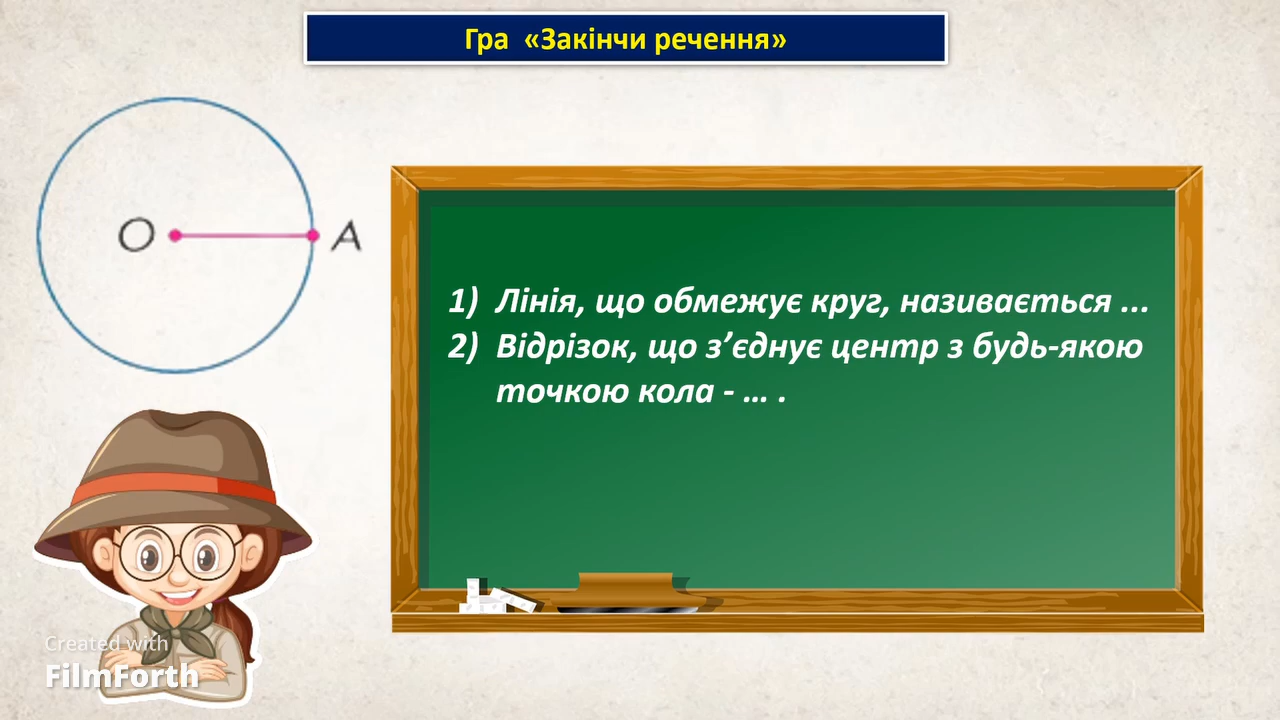 Гра «Закінчи речення»
O
A
1) Лінія, що обмежує круг, називається ...
2) Відрізок, що з’єднує центр з будь-якою
точкою кола - ... .
Created with
FilmForth